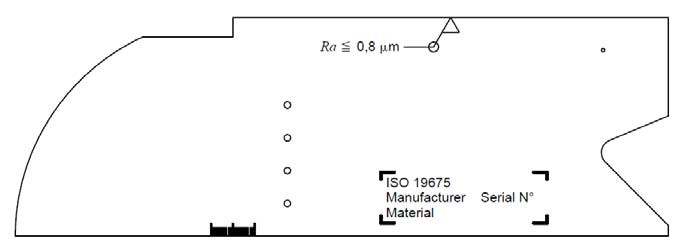 Ra ≦ 0,8 μm
ISO 19675
Manufacturer Serial N°
Material